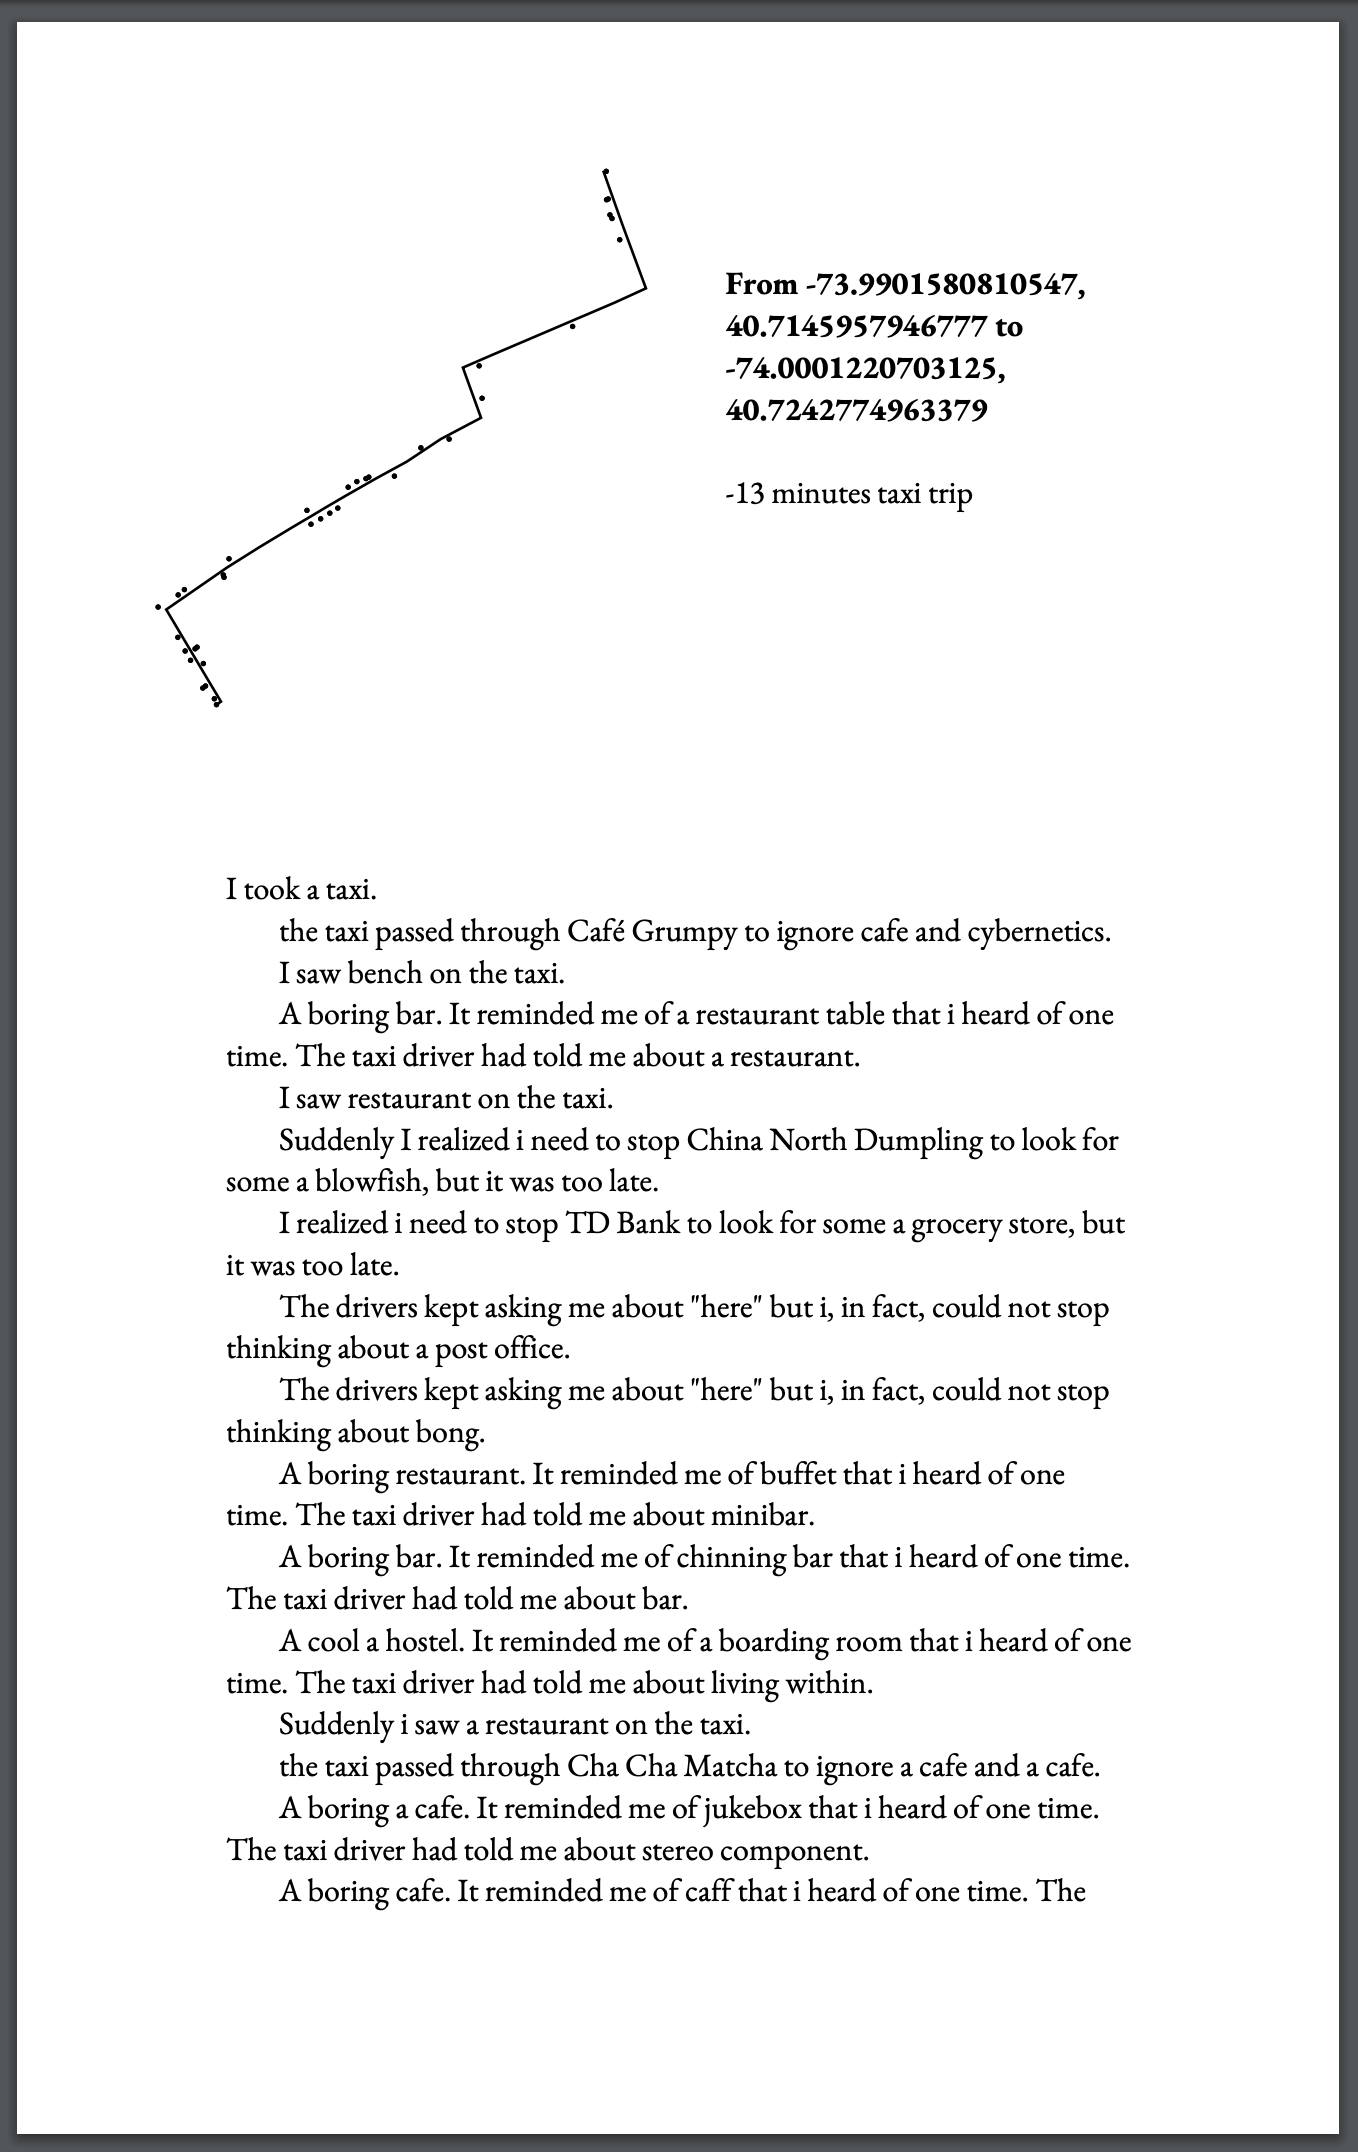 From -73.9901580810547,
40.7145957946777 to
-74.0001220703125,
40.7242774963379
-13 minutes taxi trip
I took a taxi.
the taxi passed through Café Grumpy to ignore cafe and cybernetics.
I saw bench on the taxi.
A boring bar. It reminded me of a restaurant table that i heard of one
time. The taxi driver had told me about a restaurant.
I saw restaurant on the taxi.
Suddenly I realized i need to stop China North Dumpling to look for
some a blowfish, but it was too late.
I realized i need to stop TD Bank to look for some a grocery store, but
it was too late.
The drivers kept asking me about "here" but i, in fact, could not stop
thinking about a post office.
The drivers kept asking me about "here" but i, in fact, could not stop
thinking about bong.
A boring restaurant. It reminded me of buffet that i heard of one
time. The taxi driver had told me about minibar.
A boring bar. It reminded me of chinning bar that i heard of one time.
The taxi driver had told me about bar.
A cool a hostel. It reminded me of a boarding room that i heard of one
time. The taxi driver had told me about living within.
Suddenly i saw a restaurant on the taxi.
the taxi passed through Cha Cha Matcha to ignore a cafe and a cafe.
A boring a cafe. It reminded me of jukebox that i heard of one time.
The taxi driver had told me about stereo component.
A boring cafe. It reminded me of caff that i heard of one time. The